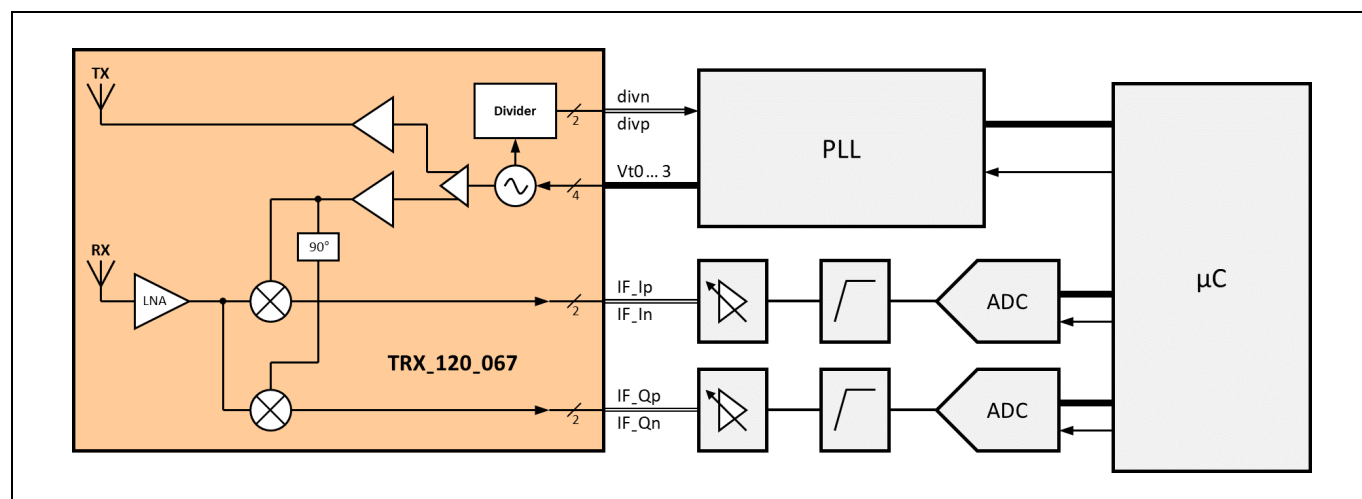 TX
Divider
2
divn
divp
PLL
Vt0... 3
4
RX
90°
LNA
IF_Ip
2
IF_In
ADC
µC
TRX_120_067
IF_Qp
2
IF_Qn
ADC